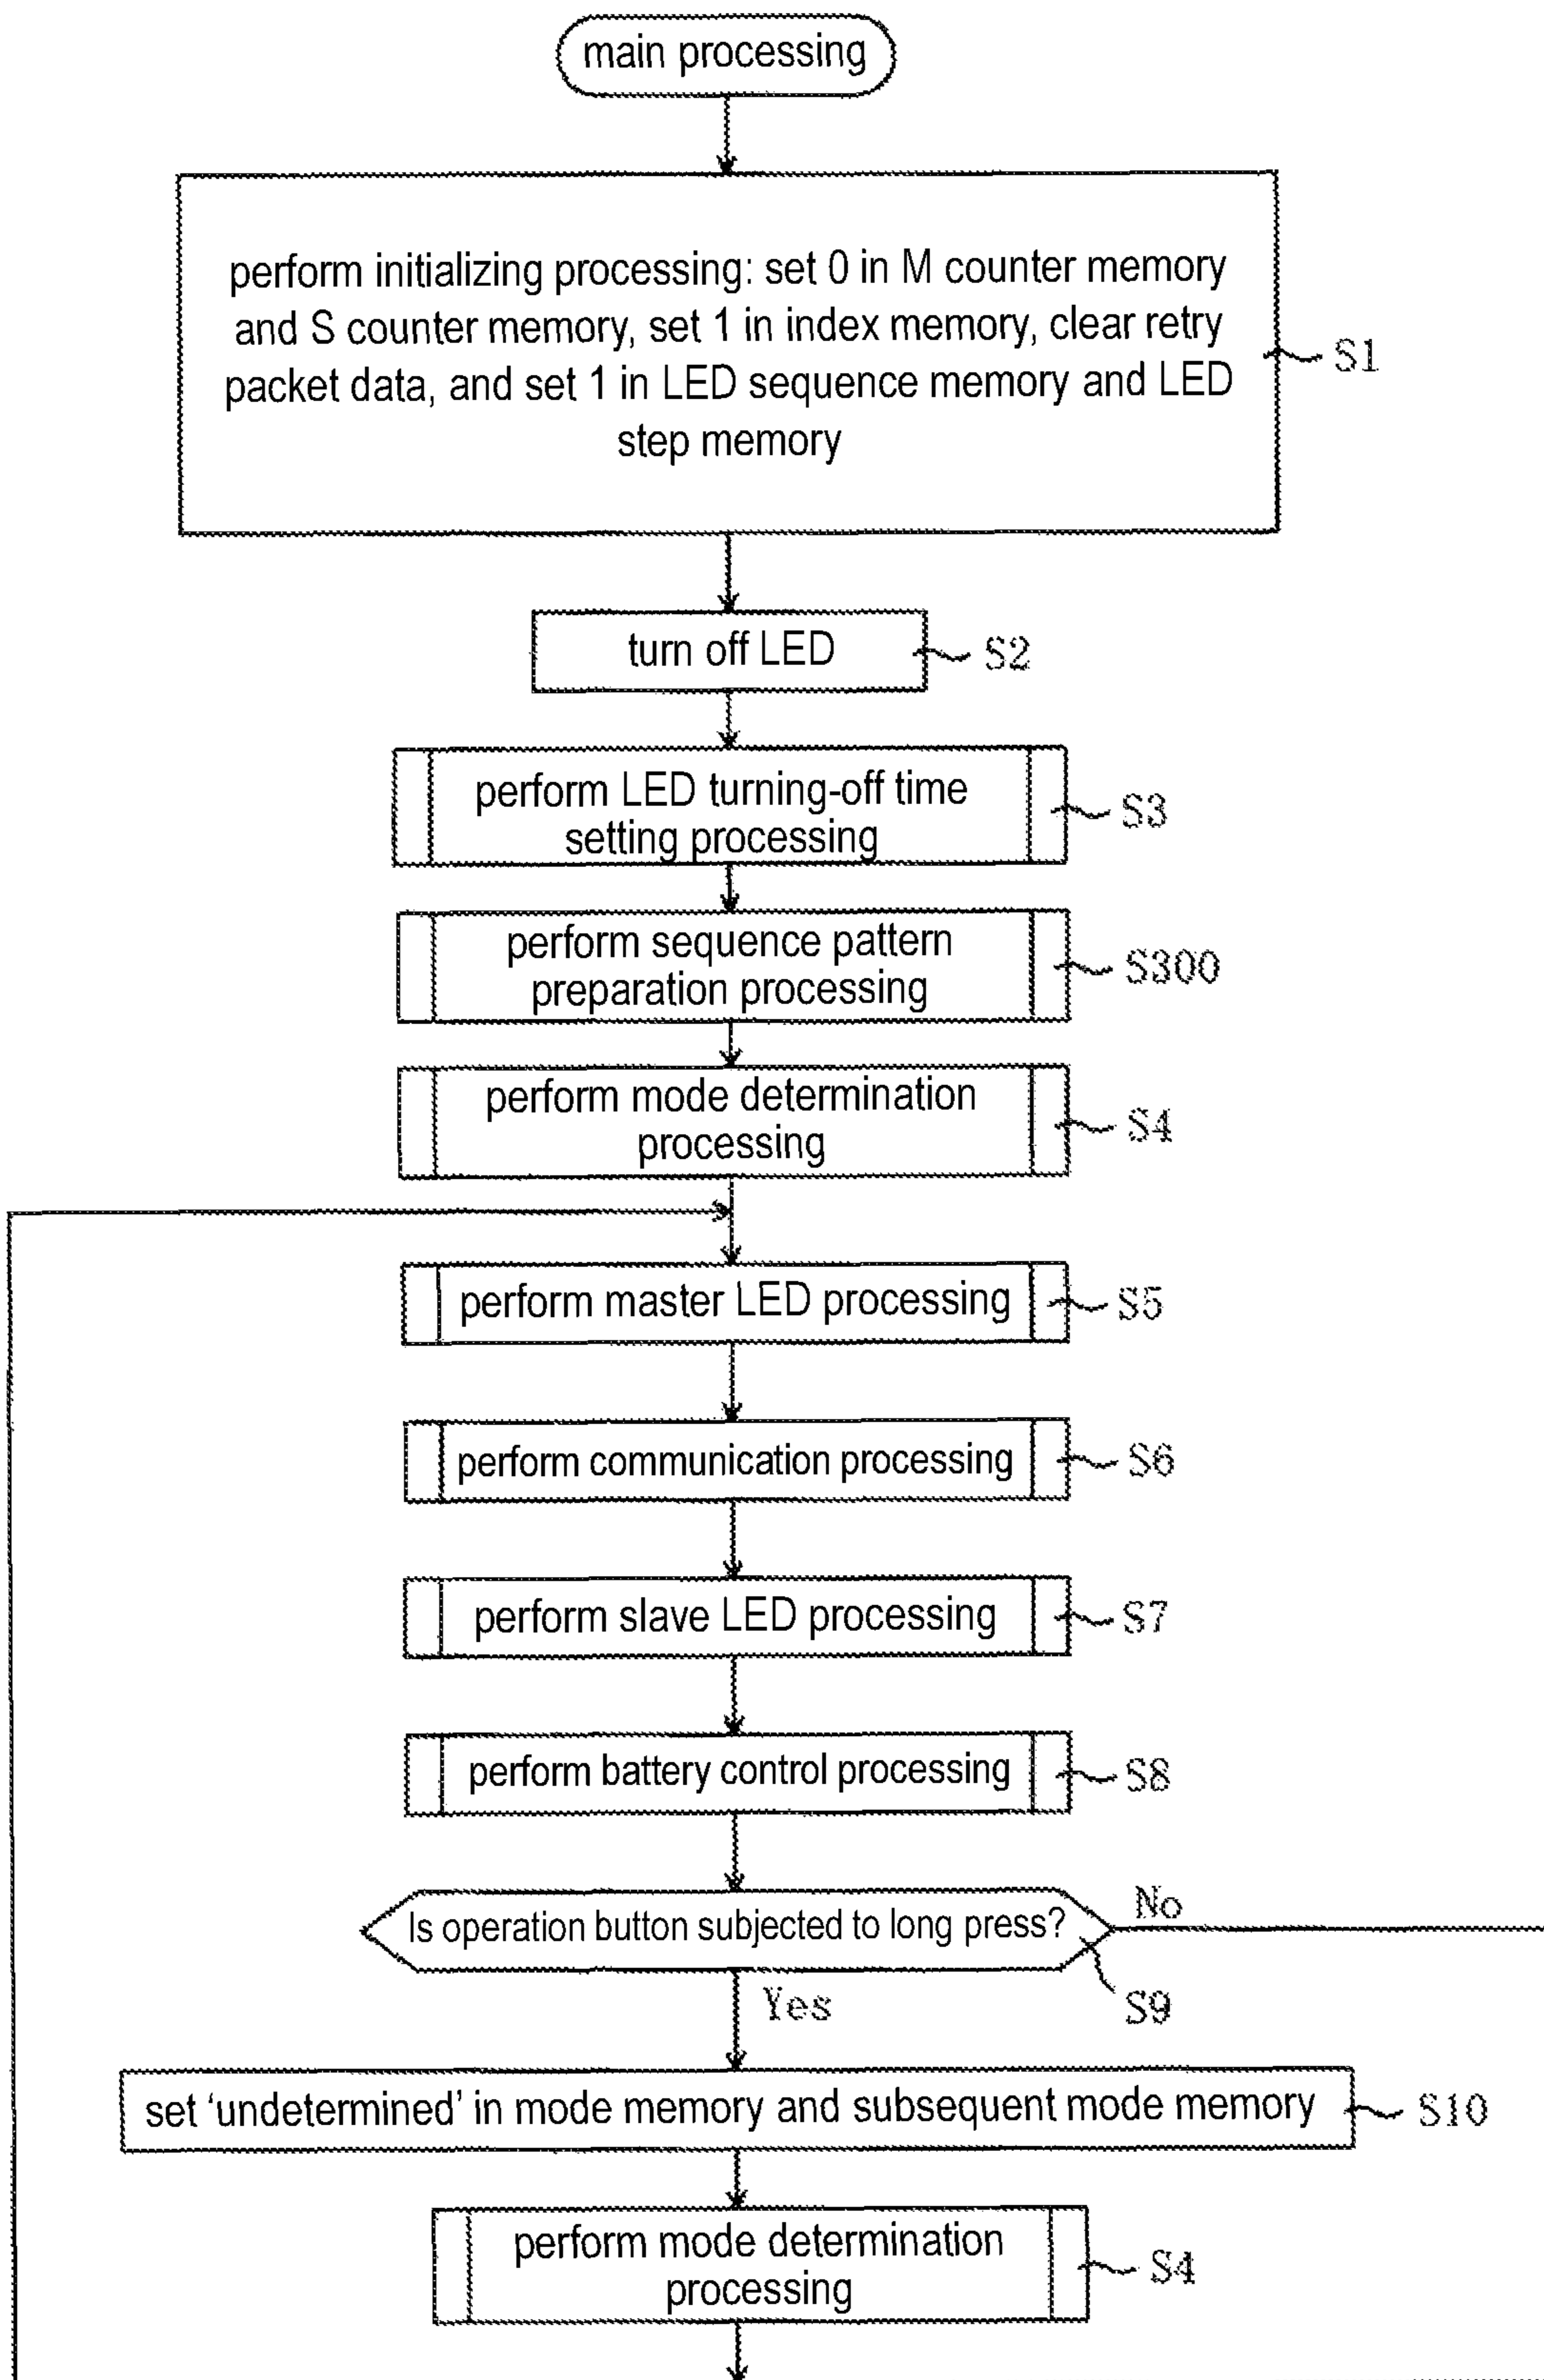 main processing
perform initializing processing: set 0 in M counter memory
and S counter memory, set 1 in index memory, clear retry
packet data, and set 1 in LED sequence memory and LED
step memory
S1
turn off LED
S2
perform LED turning-off time
setting processing
S3
perform sequence pattern
preparation processing
S300
perform mode determination
processing
S4
perform master LED processing
S5
perform communication processing
S6
perform slave LED processing
S7
perform battery control processing
S8
Is operation button subjected to long press?
No
S9
Yes
set ‘undetermined’ in mode memory and subsequent mode memory
S10
perform mode determination
processing
S4